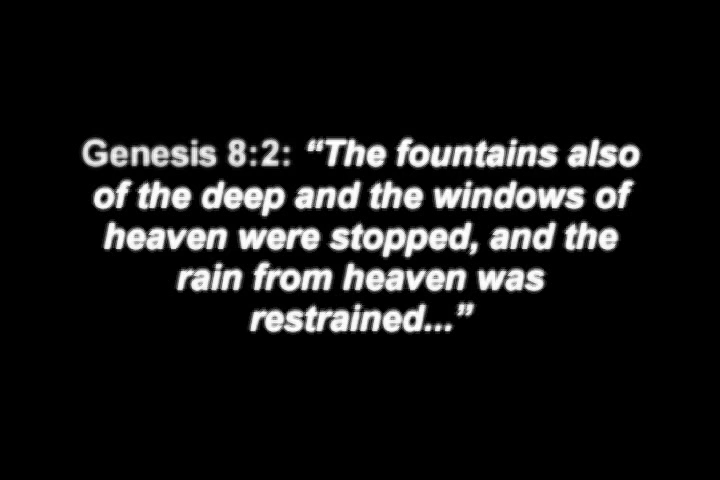 Genesis 8:2: “The fountains also
of the deep and the windows of
heaven were stopped, and the
rain from heaven was
restrained...”